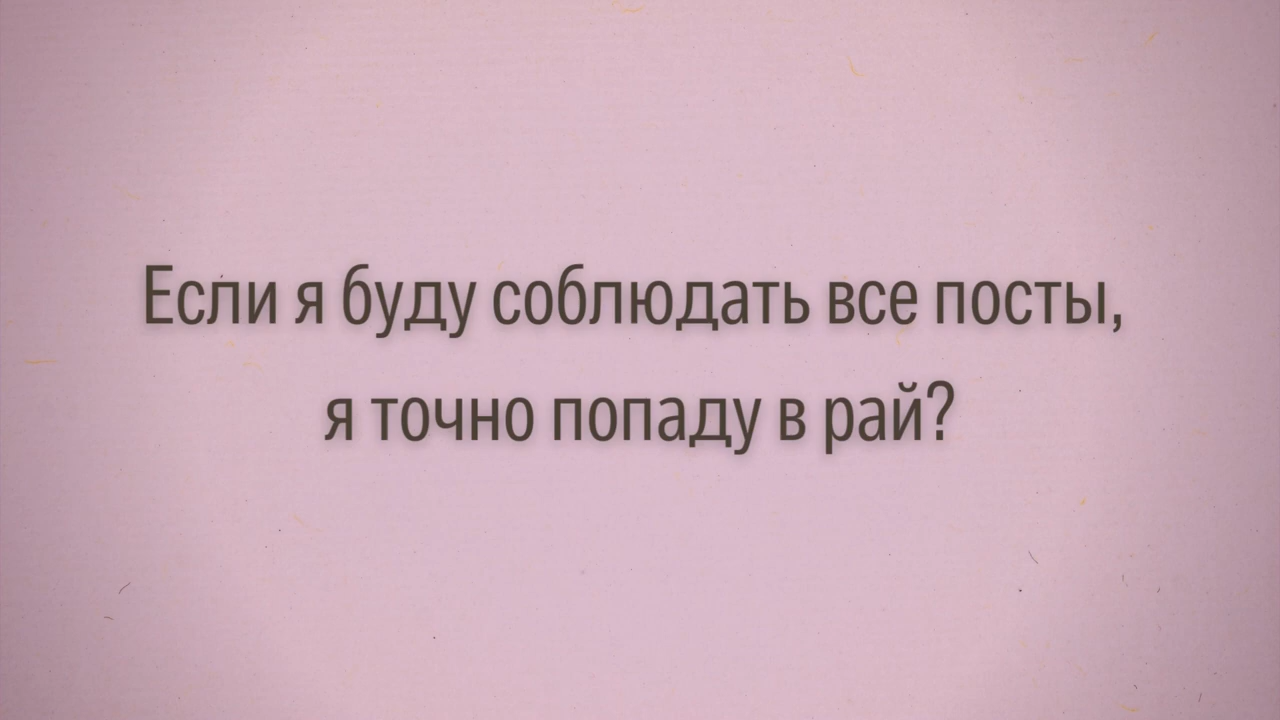 Если я буду соблюдать все посты,
я точно попаду в рай?